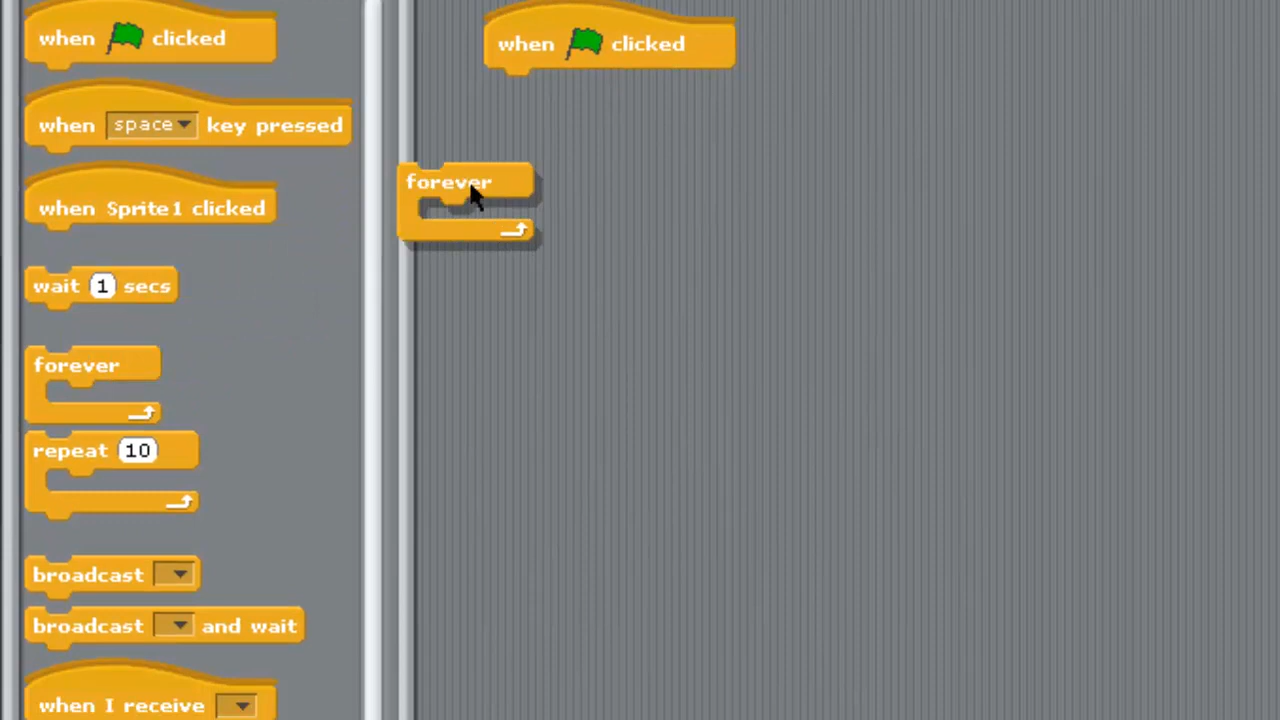 when clicked
when clicked
when space key pressed
forever
when Sprite1 clicked
wait 1 secs
forever
repeat 10
broadcast
broadcast and wait
when I receive